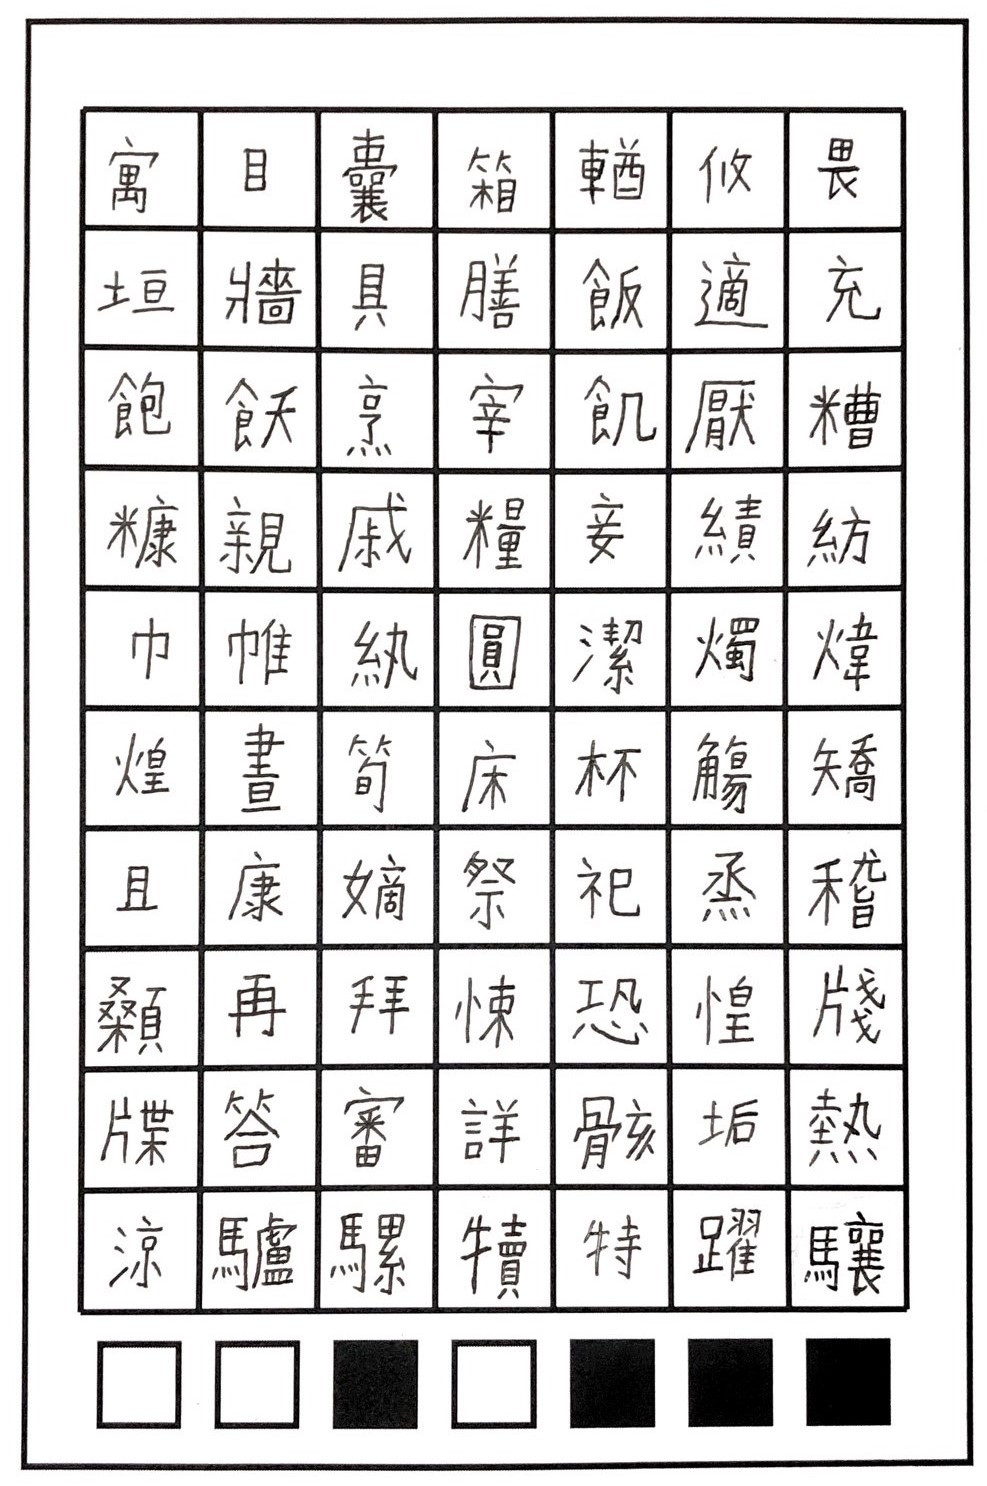 寓目囊箱輶攸畏
垣牆具膳飯適充
飽飫烹宰飢厭糟
糠親戚糧妾績紡
巾帷紈圓潔燭煒
煌晝筍床杯觴矯
且康嫡祭祀烝稽
顙再拜悚恐惶牋
牒答審詳骸垢熱
涼驢騾犢特躍驤